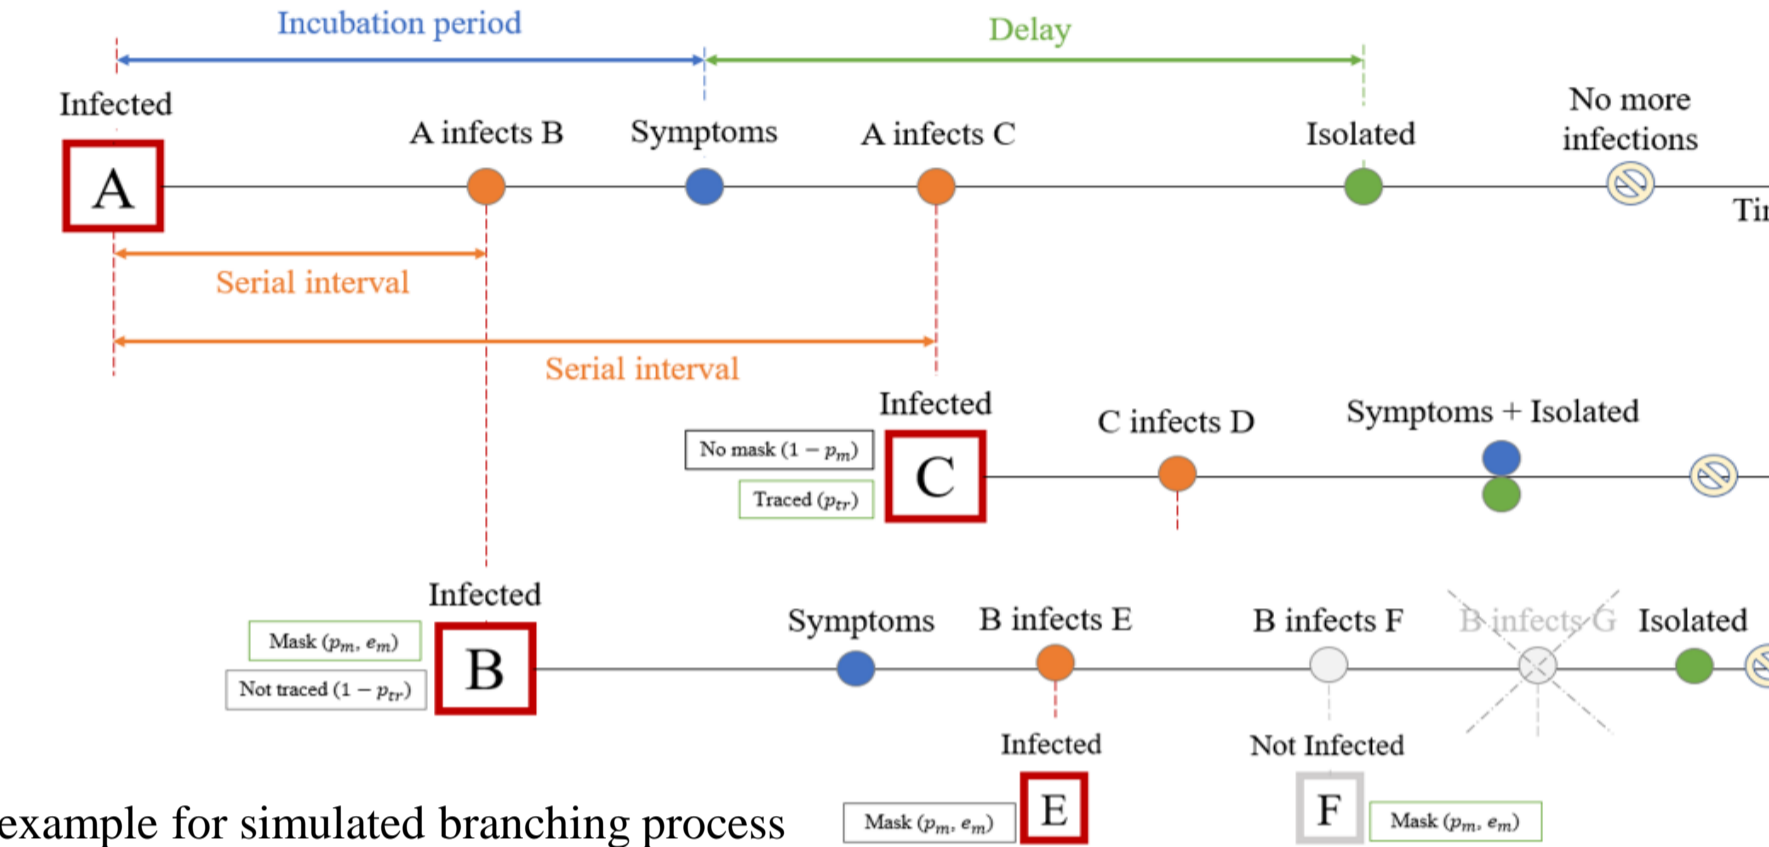 Incubation period
Delay
Infected
A infects B
Symptoms
A infects C
Isolated
No more
infections
A
Serial interval
Serial interval
Infected
C infects D
Symptoms + Isolated
No mask (1 − pₘ)
Traced (pₜᵣ)
C
Infected
Symptoms
B infects E
B infects F
B infects G
Isolated
Mask (pₘ, eₘ)
Not traced (1 − pₜᵣ)
B
Infected
Not Infected
E
F
Mask (pₘ, eₘ)
Mask (pₘ, eₘ)
example for simulated branching process